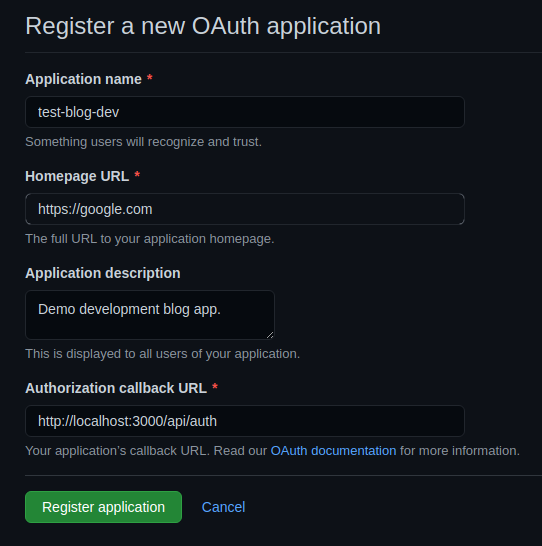 Register a new OAuth application
Application name *
test-blog-dev
Something users will recognize and trust.
Homepage URL *
https://google.com
The full URL to your application homepage.
Application description
Demo development blog app.
This is displayed to all users of your application.
Authorization callback URL *
http://localhost:3000/api/auth
Your application's callback URL. Read our OAuth documentation for more information.
Register application Cancel